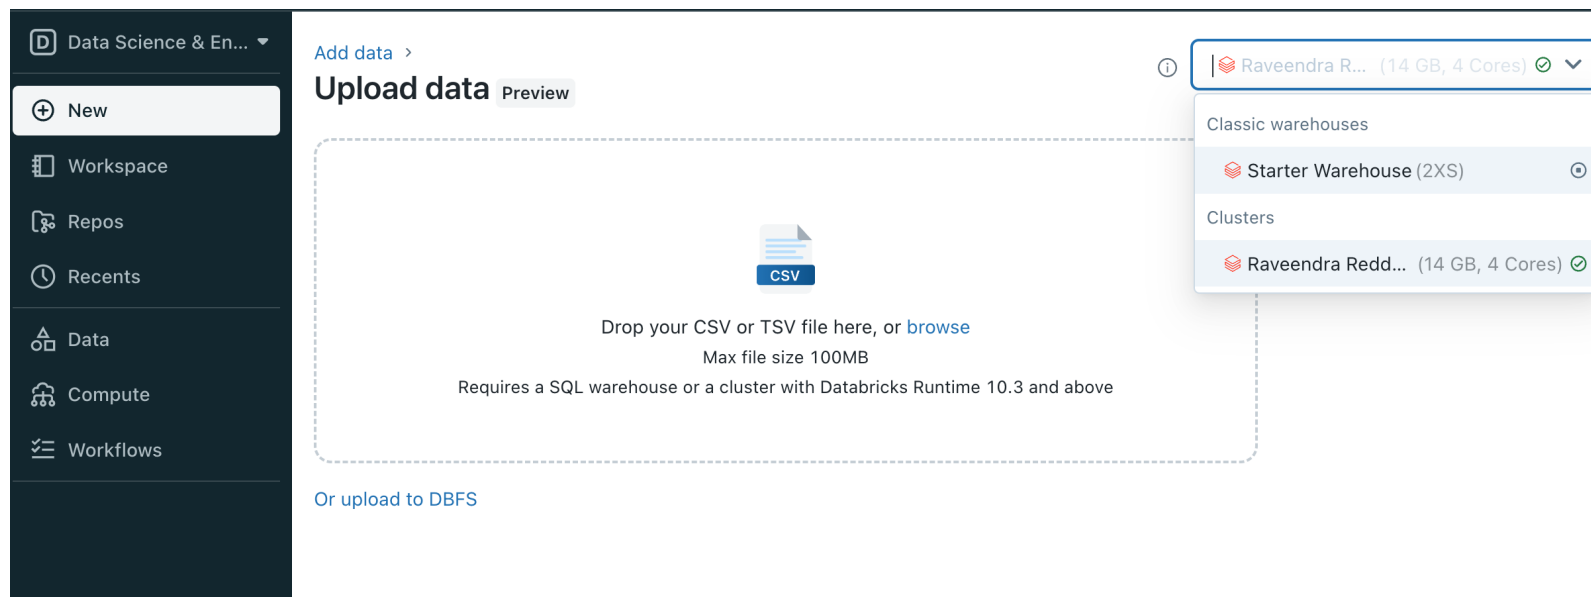 Data Science & En...
New
Workspace
Repos
Recents
Data
Compute
Workflows
Add data >
Upload data Preview
CSV
Drop your CSV or TSV file here, or browse
Max file size 100MB
Requires a SQL warehouse or a cluster with Databricks Runtime 10.3 and above
Or upload to DBFS
Raveendra R... (14 GB, 4 Cores)
Classic warehouses
Starter Warehouse (2XS)
Clusters
Raveendra Redd... (14 GB, 4 Cores)